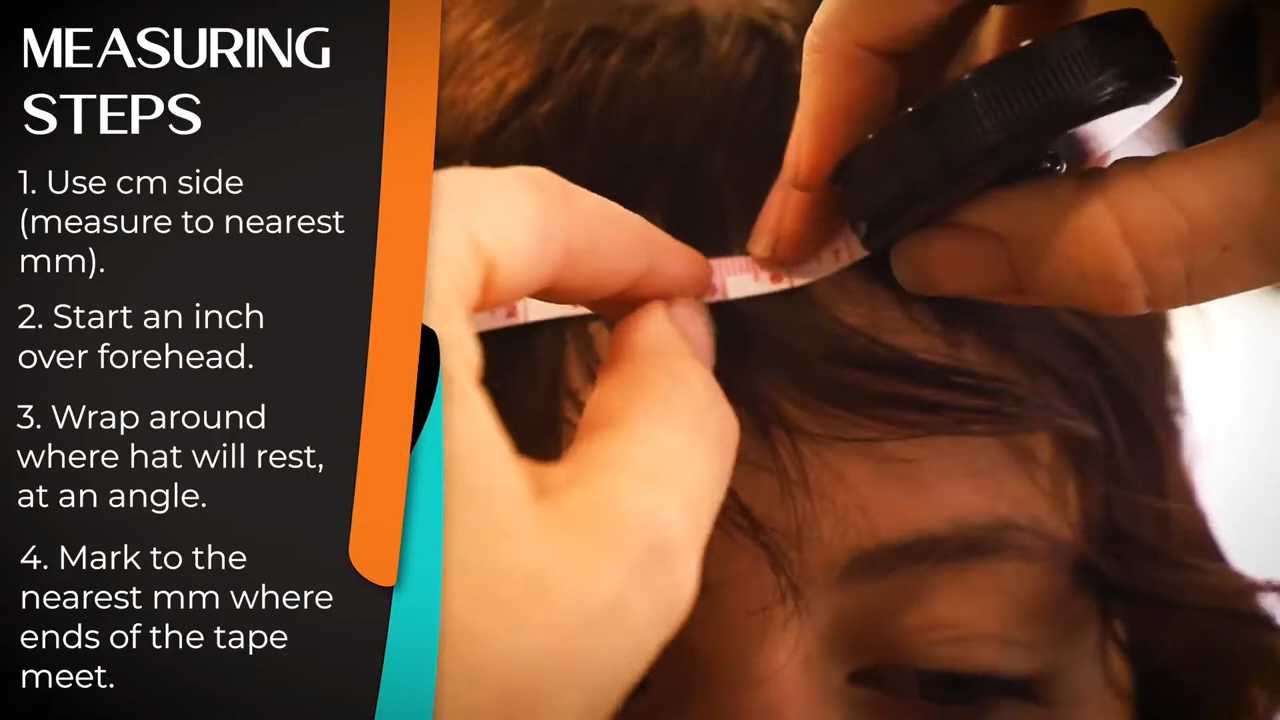 MEASURING
STEPS
1. Use cm side
(measure to nearest
mm).
2. Start an inch
over forehead.
3. Wrap around
where hat will rest,
at an angle.
4. Mark to the
nearest mm where
ends of the tape
meet.